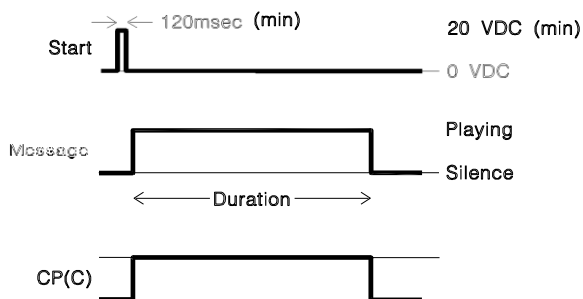 120msec (min) 20 VDC (min)
Start
0 VDC
Playing
Message
Silence
Duration
CP(C)